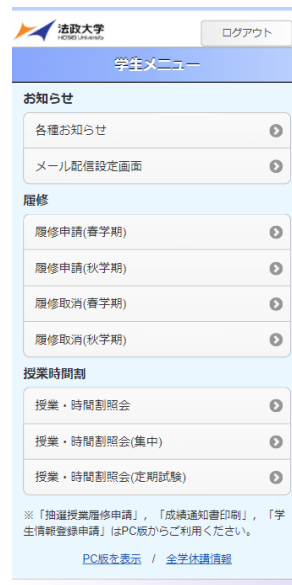 法政大学
HOSEI University
ログアウト
学生メニュー
お知らせ
各種お知らせ
メール配信設定画面
履修
履修申請(春学期)
履修申請(秋学期)
履修取消(春学期)
履修取消(秋学期)
授業時間割
授業・時間割照会
授業・時間割照会(集中)
授業・時間割照会(定期試験)
※「抽選授業履修申請」,「成績通知書印刷」,「学
生情報登録申請」はPC版からご利用ください。
PC版を表示 / 全学休講情報